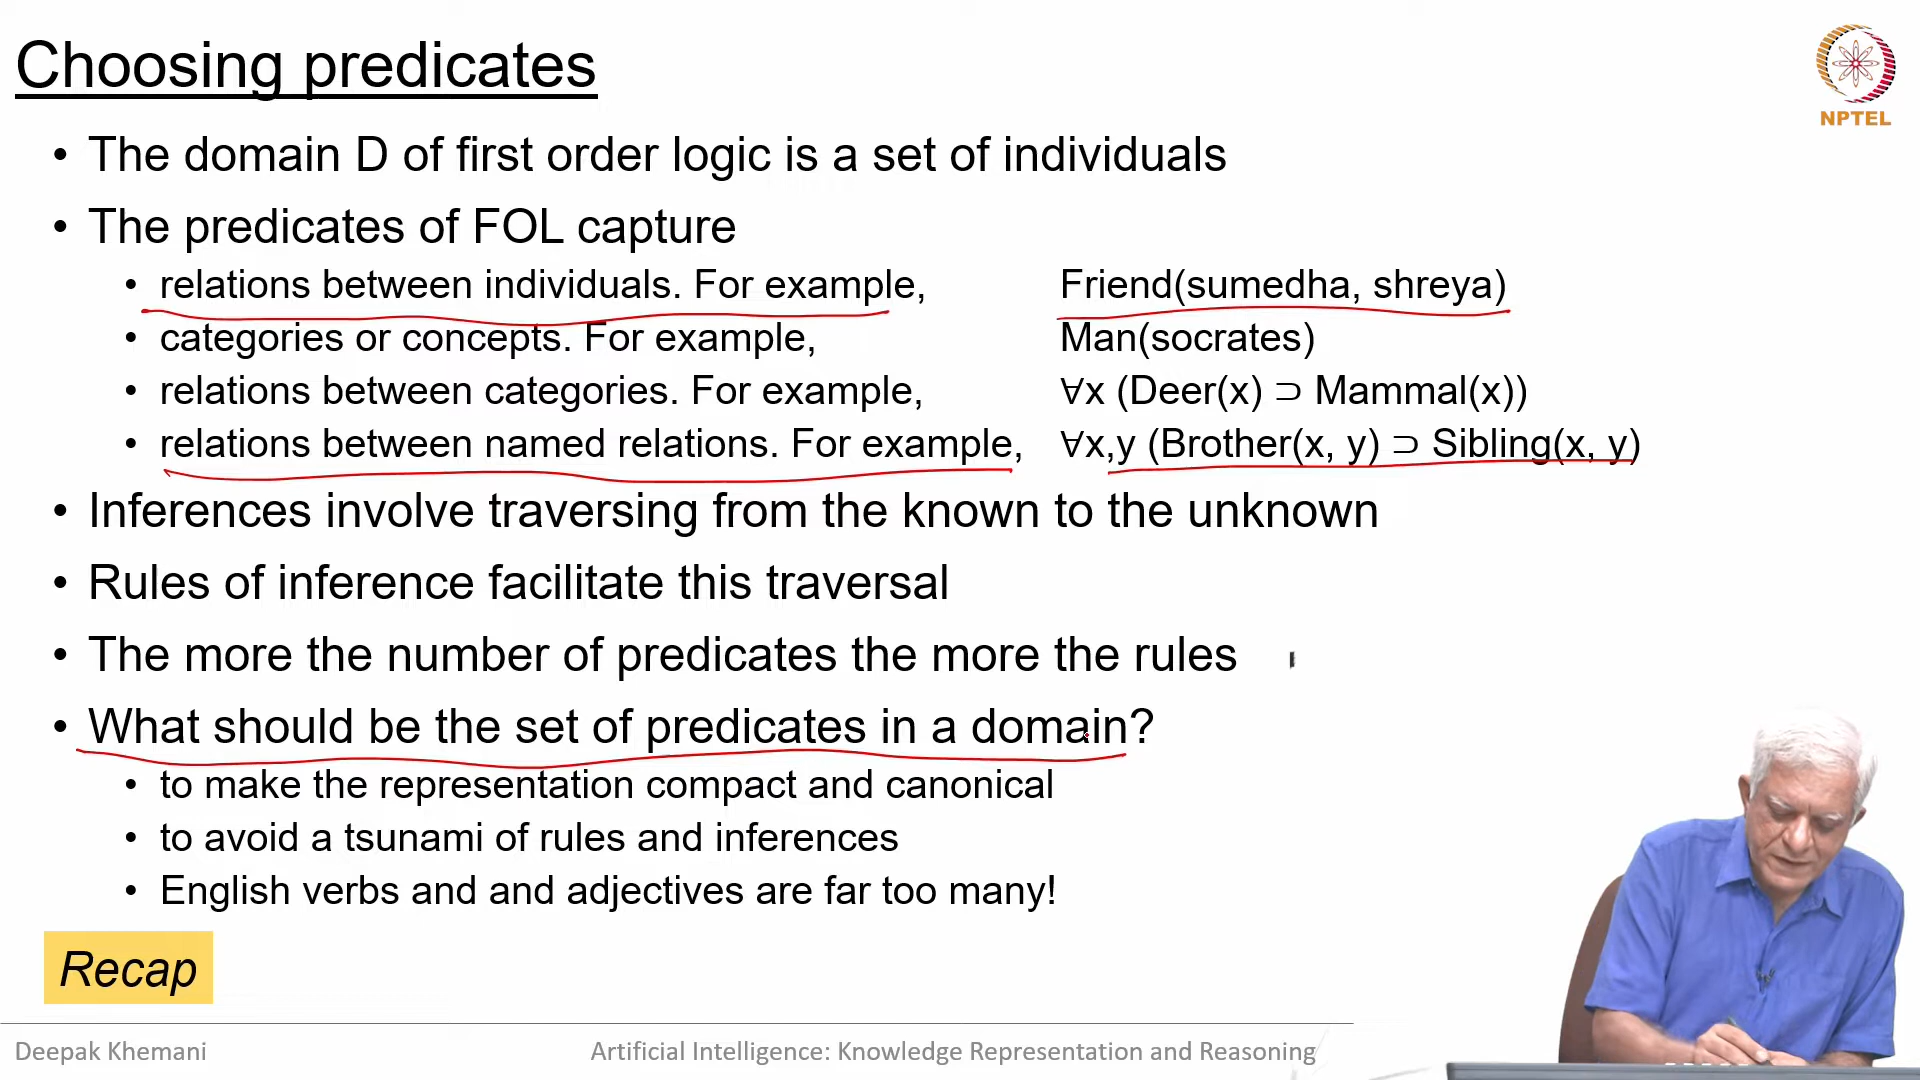 Choosing predicates
NPTEL
• The domain D of first order logic is a set of individuals
• The predicates of FOL capture
• relations between individuals. For example, Friend(sumedha, shreya)
• categories or concepts. For example, Man(socrates)
• relations between categories. For example, ∀x (Deer(x) ⊃ Mammal(x))
• relations between named relations. For example, ∀x,y (Brother(x, y) ⊃ Sibling(x, y)
• Inferences involve traversing from the known to the unknown
• Rules of inference facilitate this traversal
• The more the number of predicates the more the rules
• What should be the set of predicates in a domain?
• to make the representation compact and canonical
• to avoid a tsunami of rules and inferences
• English verbs and and adjectives are far too many!
Recap
Deepak Khemani Artificial Intelligence: Knowledge Representation and Reasoning